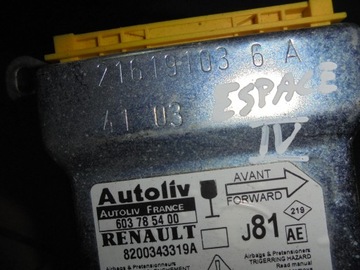 21619103 6 A
41 03
ESPACE
IV
Autoliv
AUTOLIV FRANCE
603 78 54 00
RENAULT
8200343319A
AVANT
FORWARD
J81
219
AE
Airbags & Pretensioners
TRIGERRING HAZARD
Read manual